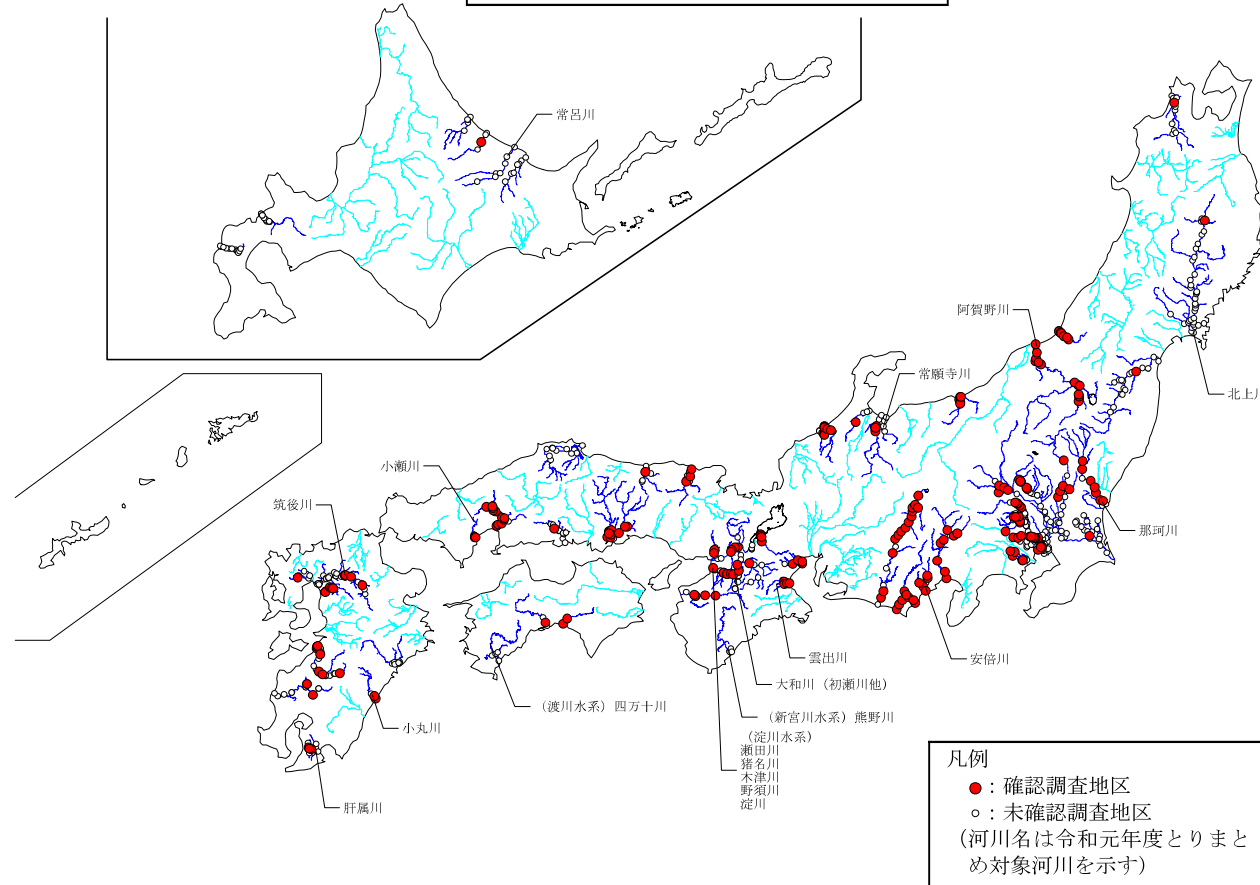 常呂川
阿賀野川
常願寺川
北上川
小瀬川
筑後川
那珂川
雲出川
安倍川
大和川（初瀬川他）
（渡川水系）四万十川
（新宮川水系）熊野川
小丸川
（淀川水系）
瀬田川
猪名川
木津川
野須川
淀川
肝属川
凡例
●：確認調査地区
○：未確認調査地区
（河川名は令和元年度とりまと
め対象河川を示す）